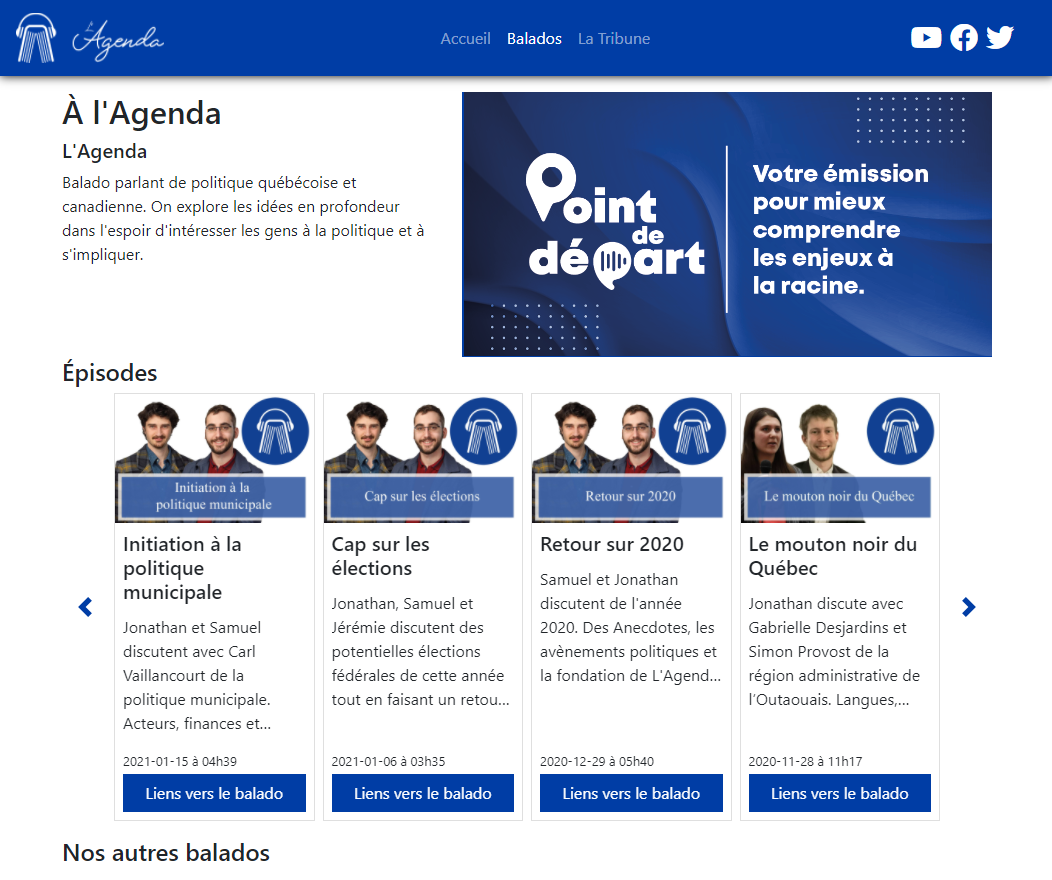 L'Agenda
Accueil Balados La Tribune
À l'Agenda
L'Agenda
Balado parlant de politique québécoise et
canadienne. On explore les idées en profondeur
dans l'espoir d'intéresser les gens à la politique et à
s'impliquer.
Point
de
départ
Votre émission
pour mieux
comprendre
les enjeux à
la racine.
Épisodes
Initiation à la
politique municipale
Initiation à la
politique
municipale
Jonathan et Samuel
discutent avec Carl
Vaillancourt de la
politique municipale.
Acteurs, finances et...
2021-01-15 à 04h39
Liens vers le balado
Cap sur les élections
Cap sur les
élections
Jonathan, Samuel et
Jérémie discutent des
potentielles élections
fédérales de cette année
tout en faisant un retou...
2021-01-06 à 03h35
Liens vers le balado
Retour sur 2020
Retour sur 2020
Samuel et Jonathan
discutent de l'année
2020. Des Anecdotes, les
avènements politiques et
la fondation de L'Agend...
2020-12-29 à 05h40
Liens vers le balado
Le mouton noir du Québec
Le mouton noir du
Québec
Jonathan discute avec
Gabrielle Desjardins et
Simon Provost de la
région administrative de
l’Outaouais. Langues,...
2020-11-28 à 11h17
Liens vers le balado
Nos autres balados